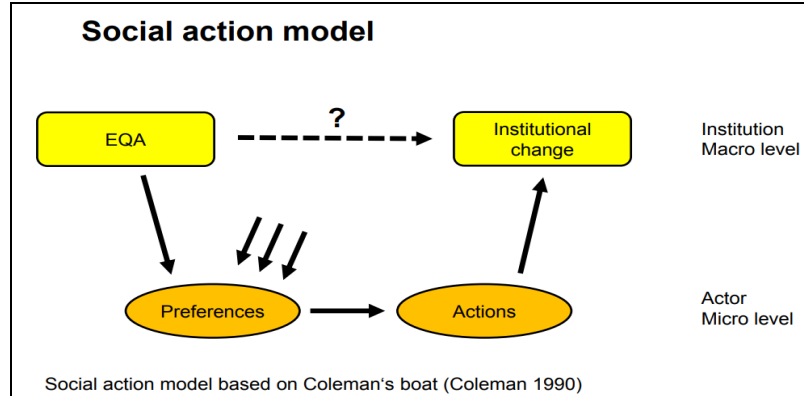 Social action model
?
EQA
Institutional
change
Institution
Macro level
Preferences
Actions
Actor
Micro level
Social action model based on Coleman‘s boat (Coleman 1990)